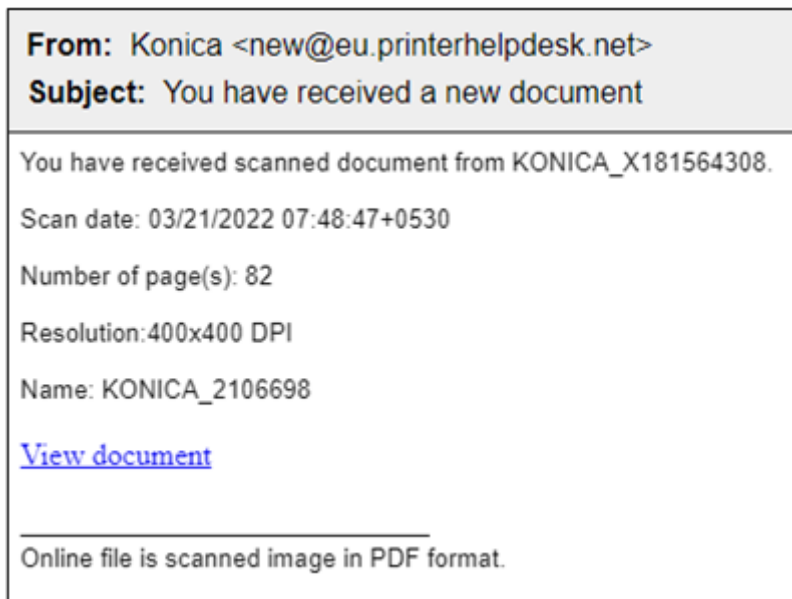 From: Konica <new@eu.printerhelpdesk.net>
Subject: You have received a new document
You have received scanned document from KONICA_X181564308.
Scan date: 03/21/2022 07:48:47+0530
Number of page(s): 82
Resolution:400x400 DPI
Name: KONICA_2106698
View document
Online file is scanned image in PDF format.